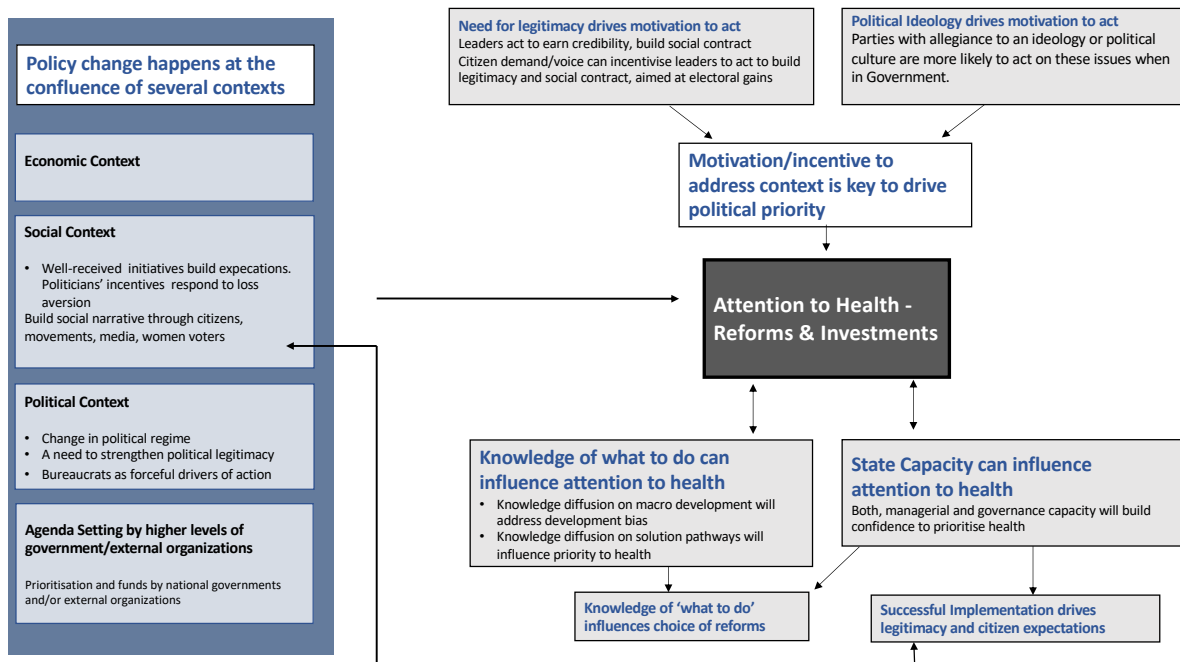 Policy change happens at the
confluence of several contexts
Economic Context
Social Context
• Well-received initiatives build expecations.
Politicians’ incentives respond to loss
aversion
Build social narrative through citizens,
movements, media, women voters
Political Context
• Change in political regime
• A need to strengthen political legitimacy
• Bureaucrats as forceful drivers of action
Agenda Setting by higher levels of
government/external organizations
Prioritisation and funds by national governments
and/or external organizations
Need for legitimacy drives motivation to act
Leaders act to earn credibility, build social contract
Citizen demand/voice can incentivise leaders to act to build
legitimacy and social contract, aimed at electoral gains
Political Ideology drives motivation to act
Parties with allegiance to an ideology or political
culture are more likely to act on these issues when
in Government.
Motivation/incentive to
address context is key to drive
political priority
Attention to Health -
Reforms & Investments
Knowledge of what to do can
influence attention to health
• Knowledge diffusion on macro development will
address development bias
• Knowledge diffusion on solution pathways will
influence priority to health
State Capacity can influence
attention to health
Both, managerial and governance capacity will build
confidence to prioritise health
Knowledge of ‘what to do’
influences choice of reforms
Successful Implementation drives
legitimacy and citizen expectations